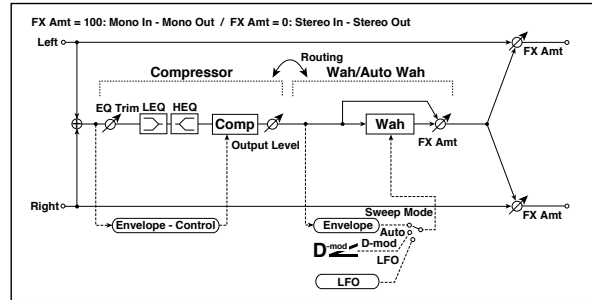 FX Amt = 100: Mono In - Mono Out / FX Amt = 0: Stereo In - Stereo Out
Left
FX Amt
Routing
Compressor
Wah/Auto Wah
EQ Trim
LEQ
HEQ
Comp
Output Level
Wah
FX Amt
Right
FX Amt
Sweep Mode
Envelope - Control
Envelope
Auto
D-mod
D-mod
LFO
LFO